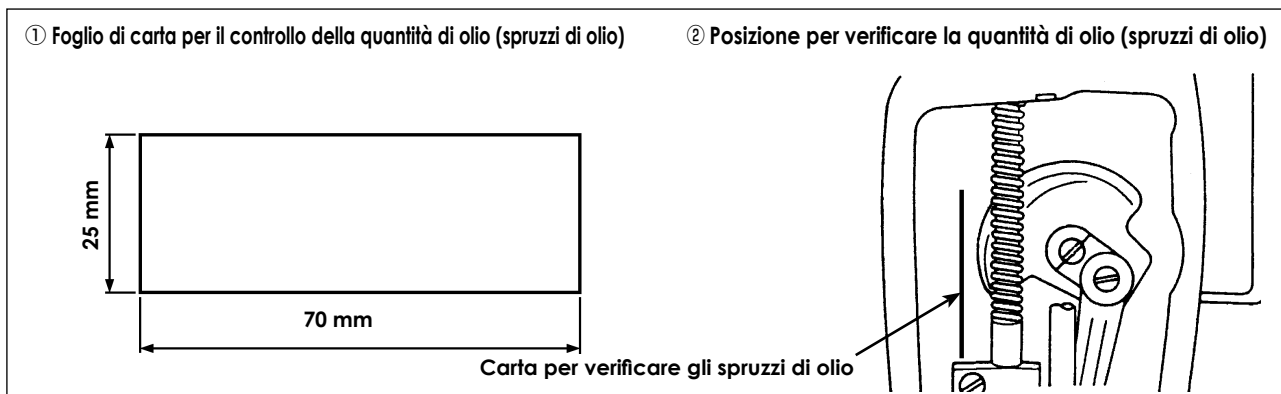 ① Foglio di carta per il controllo della quantità di olio (spruzzi di olio)
② Posizione per verificare la quantità di olio (spruzzi di olio)
25 mm
70 mm
Carta per verificare gli spruzzi di olio